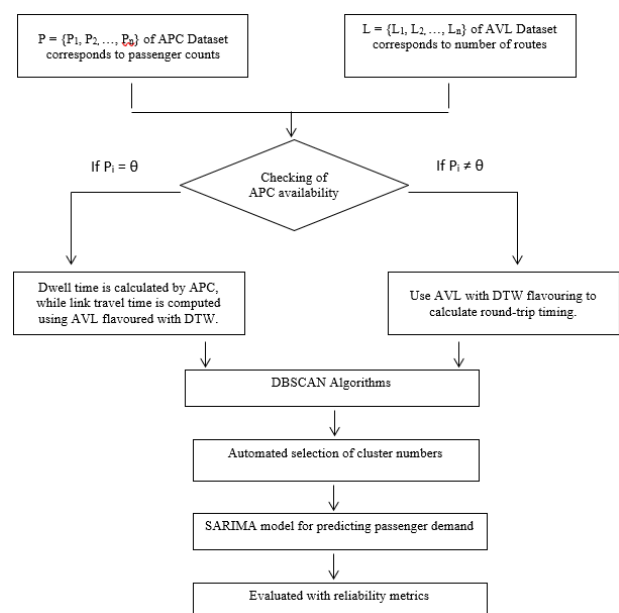 P = {P₁, P₂, …, Pₙ} of APC Dataset
corresponds to passenger counts
L = {L₁, L₂, …, Lₙ} of AVL Dataset
corresponds to number of routes
If Pᵢ = θ
Checking of
APC availability
If Pᵢ ≠ θ
Dwell time is calculated by APC,
while link travel time is computed
using AVL flavoured with DTW.
Use AVL with DTW flavouring to
calculate round-trip timing.
DBSCAN Algorithms
Automated selection of cluster numbers
SARIMA model for predicting passenger demand
Evaluated with reliability metrics